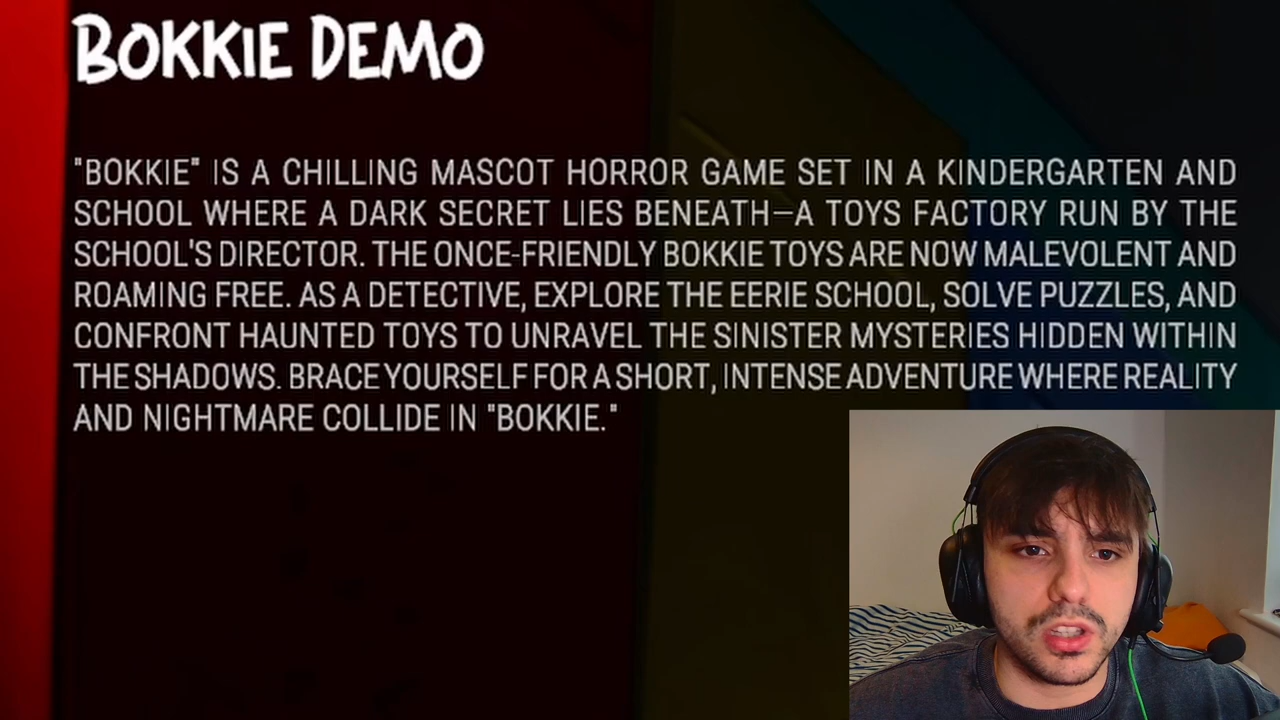 BOKKIE DEMO
"BOKKIE" IS A CHILLING MASCOT HORROR GAME SET IN A KINDERGARTEN AND
SCHOOL WHERE A DARK SECRET LIES BENEATH—A TOYS FACTORY RUN BY THE
SCHOOL'S DIRECTOR. THE ONCE-FRIENDLY BOKKIE TOYS ARE NOW MALEVOLENT AND
ROAMING FREE. AS A DETECTIVE, EXPLORE THE EERIE SCHOOL, SOLVE PUZZLES, AND
CONFRONT HAUNTED TOYS TO UNRAVEL THE SINISTER MYSTERIES HIDDEN WITHIN
THE SHADOWS. BRACE YOURSELF FOR A SHORT, INTENSE ADVENTURE WHERE REALITY
AND NIGHTMARE COLLIDE IN "BOKKIE."